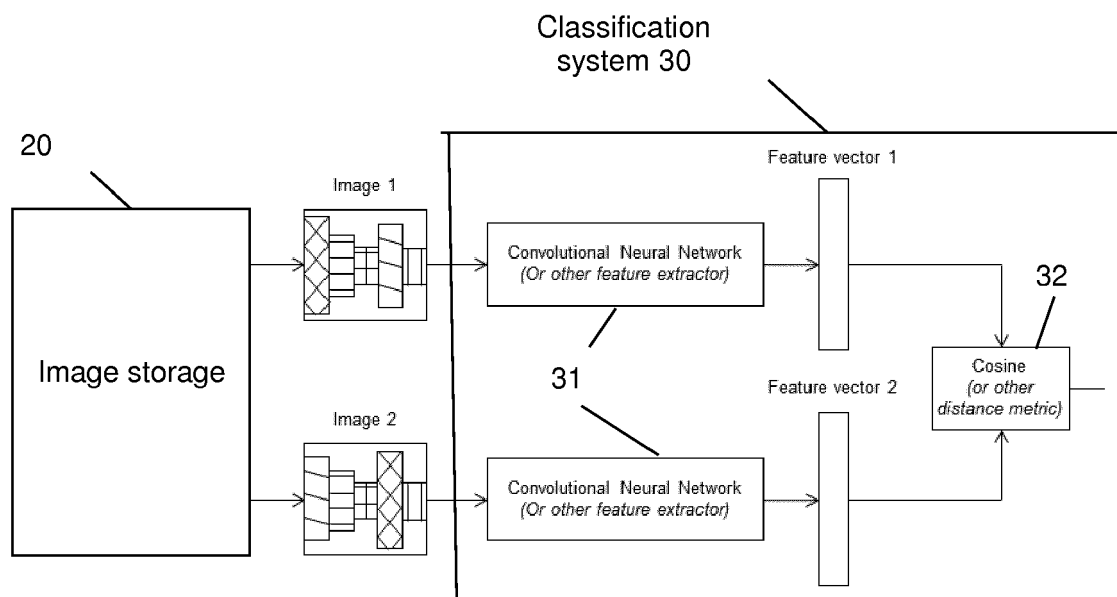 Classification
system 30
20
Feature vector 1
Image 1
Convolutional Neural Network
(Or other feature extractor)
32
Image storage
31
Cosine
(or other
distance metric)
Feature vector 2
Image 2
Convolutional Neural Network
(Or other feature extractor)